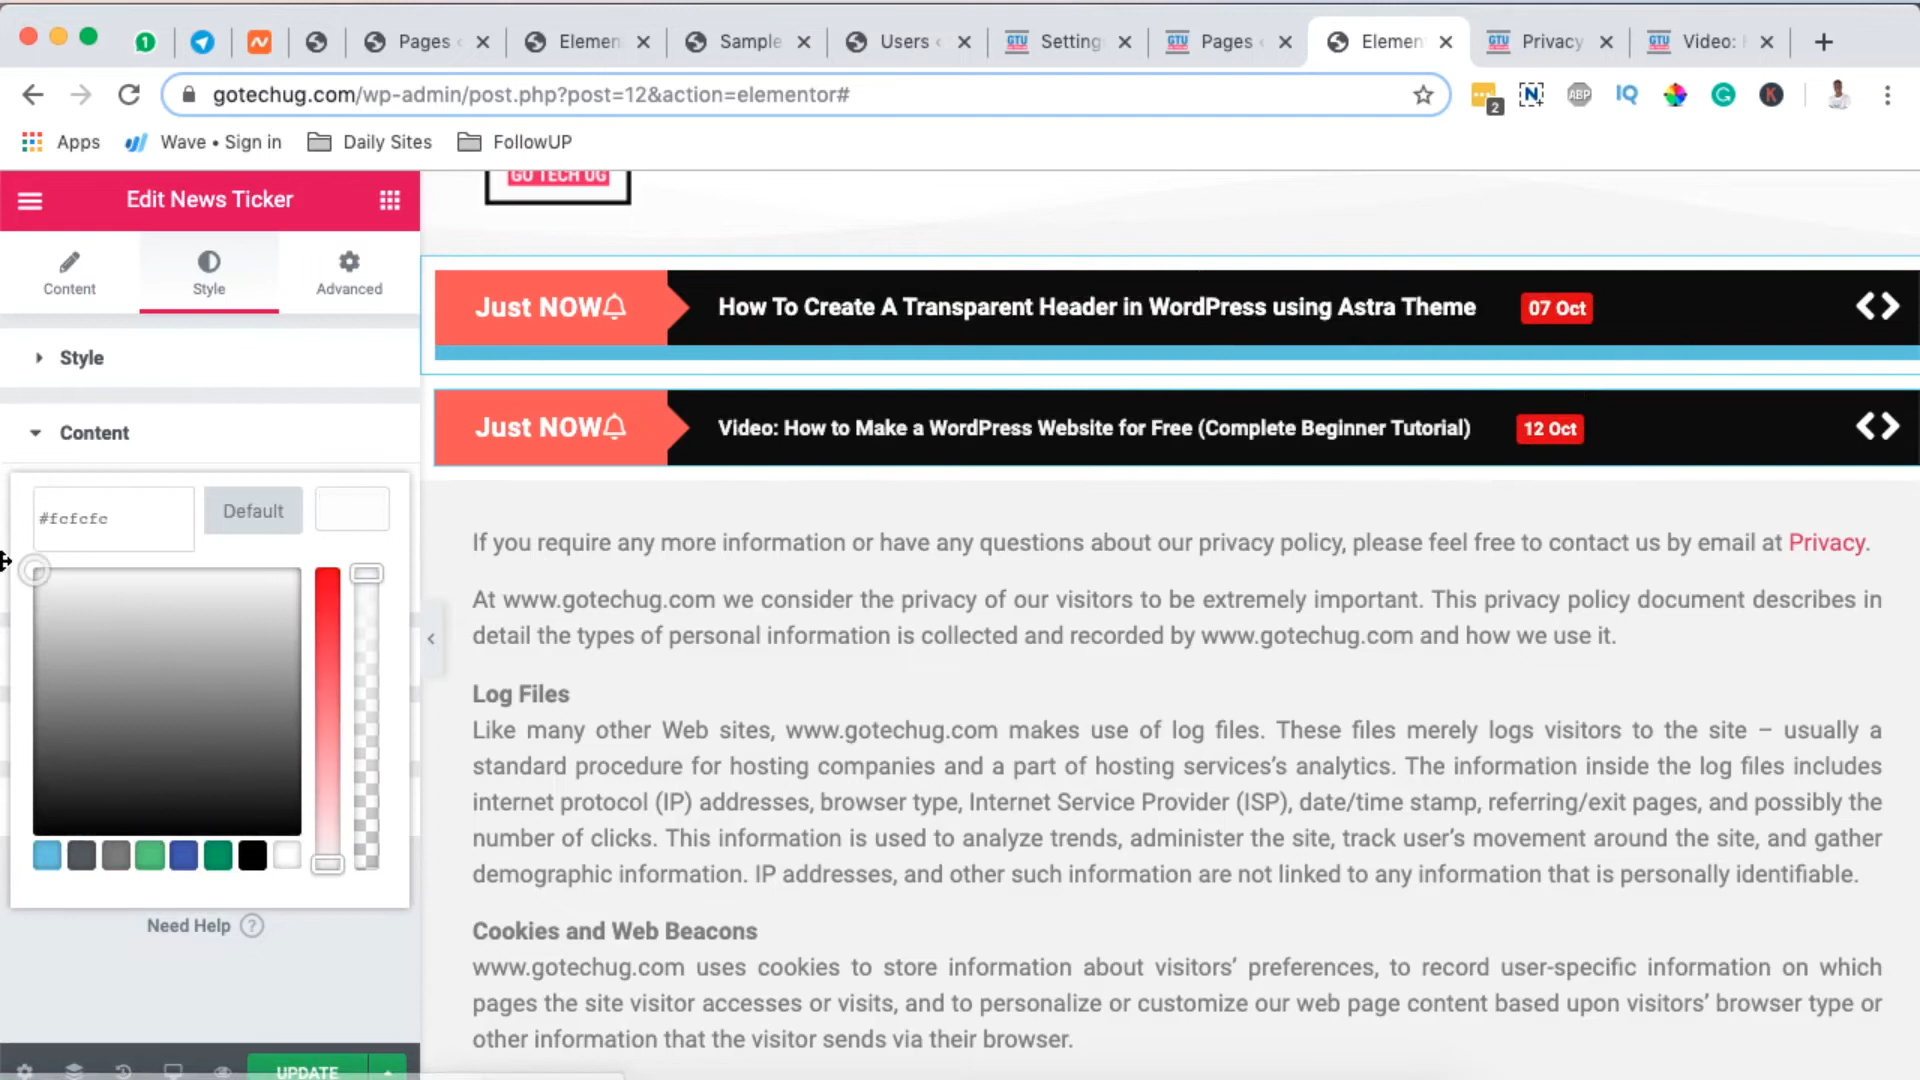 1
Pages
Elemen
Sample
Users
GTU
Setting
GTU
Pages
Elemen
GTU
Privacy
GTU
Video:
gotechug.com/wp-admin/post.php?post=12&action=elementor#
2
N
ABP
IQ
G
K
Apps
Wave • Sign in
Daily Sites
FollowUP
Edit News Ticker
GO TECH UG
Content
Style
Advanced
Just NOW
How To Create A Transparent Header in WordPress using Astra Theme
07 Oct
Style
Just NOW
Video: How to Make a WordPress Website for Free (Complete Beginner Tutorial)
12 Oct
Content
#fcfcfc
Default
If you require any more information or have any questions about our privacy policy, please feel free to contact us by email at Privacy.
At www.gotechug.com we consider the privacy of our visitors to be extremely important. This privacy policy document describes in
detail the types of personal information is collected and recorded by www.gotechug.com and how we use it.
Log Files
Like many other Web sites, www.gotechug.com makes use of log files. These files merely logs visitors to the site – usually a
standard procedure for hosting companies and a part of hosting services’s analytics. The information inside the log files includes
internet protocol (IP) addresses, browser type, Internet Service Provider (ISP), date/time stamp, referring/exit pages, and possibly the
number of clicks. This information is used to analyze trends, administer the site, track user’s movement around the site, and gather
demographic information. IP addresses, and other such information are not linked to any information that is personally identifiable.
Need Help ?
Cookies and Web Beacons
www.gotechug.com uses cookies to store information about visitors’ preferences, to record user-specific information on which
pages the site visitor accesses or visits, and to personalize or customize our web page content based upon visitors’ browser type or
other information that the visitor sends via their browser.
UPDATE